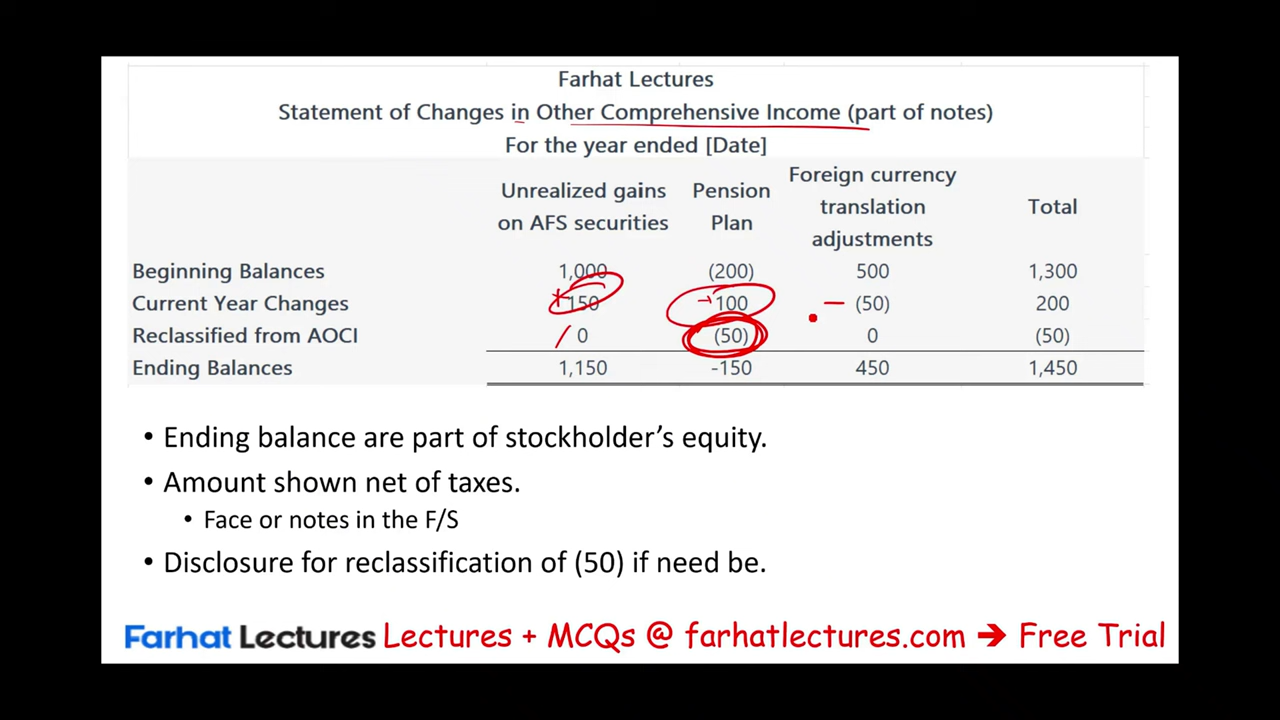 Farhat Lectures
Statement of Changes in Other Comprehensive Income (part of notes)
For the year ended [Date]
Unrealized gains on AFS securities Pension Plan Foreign currency translation adjustments Total
Beginning Balances 1,000 (200) 500 1,300
Current Year Changes 150 100 (50) 200
Reclassified from AOCI 0 (50) 0 (50)
Ending Balances 1,150 -150 450 1,450
• Ending balance are part of stockholder’s equity.
• Amount shown net of taxes.
• Face or notes in the F/S
• Disclosure for reclassification of (50) if need be.
Farhat Lectures Lectures + MCQs @ farhatlectures.com ➔ Free Trial